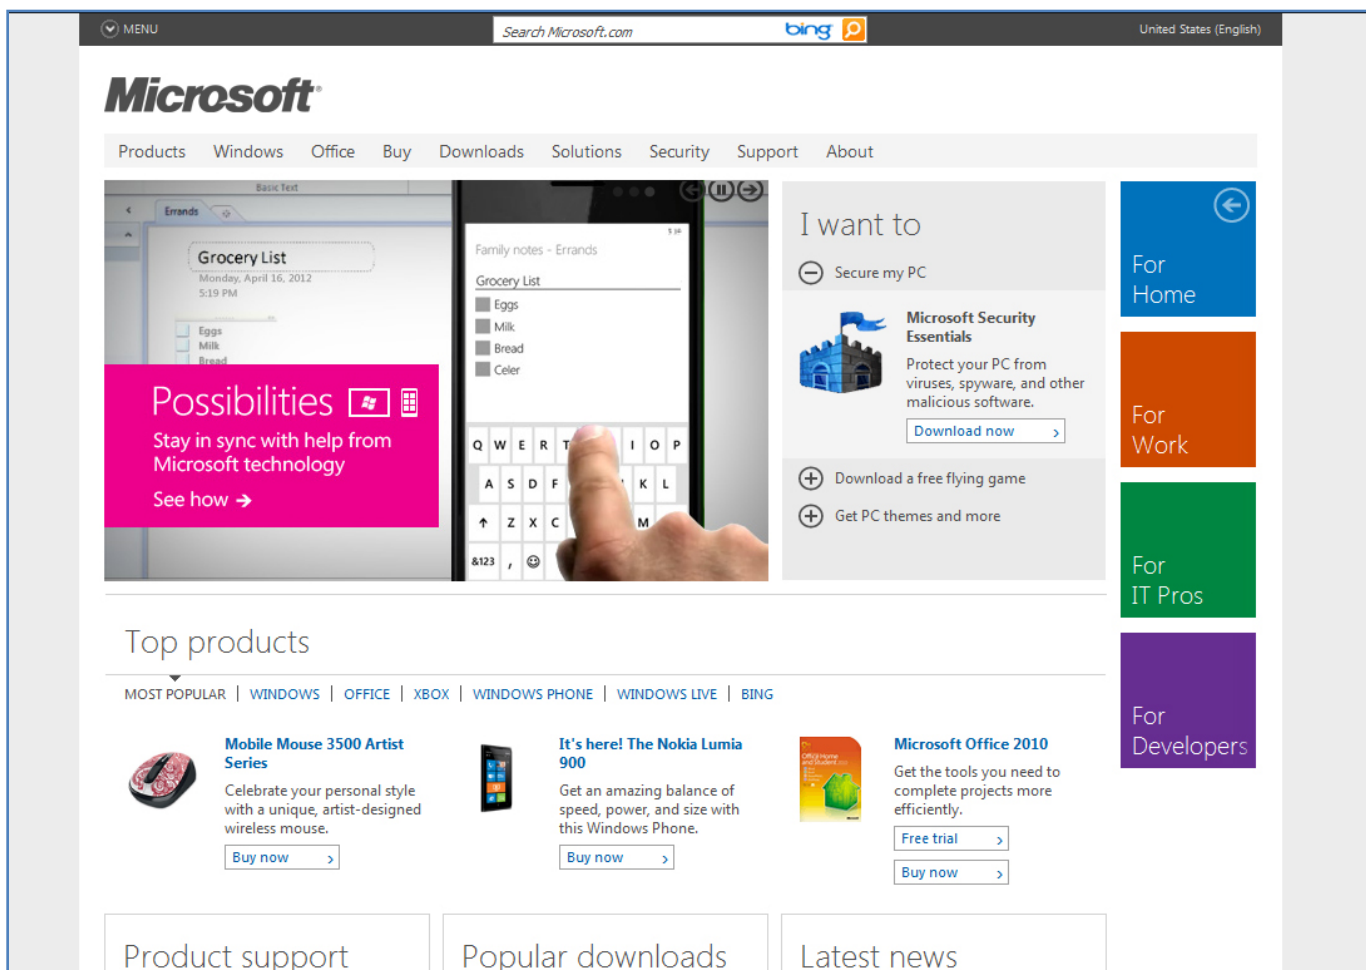 MENU
Search Microsoft.com
bing
United States (English)
Microsoft®
Products Windows Office Buy Downloads Solutions Security Support About
Basic Text
Errands
Grocery List
Monday, April 16, 2012
5:19 PM
Eggs
Milk
Bread
Possibilities
Stay in sync with help from
Microsoft technology
See how
Family notes - Errands
Grocery List
Eggs
Milk
Bread
Celer
Q W E R T I O P
A S D F K L
Z X C M
&123 ,
I want to
Secure my PC
Microsoft Security
Essentials
Protect your PC from
viruses, spyware, and other
malicious software.
Download now
Download a free flying game
Get PC themes and more
For
Home
For
Work
For
IT Pros
For
Developers
Top products
MOST POPULAR | WINDOWS | OFFICE | XBOX | WINDOWS PHONE | WINDOWS LIVE | BING
Mobile Mouse 3500 Artist
Series
Celebrate your personal style
with a unique, artist-designed
wireless mouse.
Buy now
It's here! The Nokia Lumia
900
Get an amazing balance of
speed, power, and size with
this Windows Phone.
Buy now
Office Home
and Student 2010
Microsoft Office 2010
Get the tools you need to
complete projects more
efficiently.
Free trial
Buy now
Product support
Popular downloads
Latest news